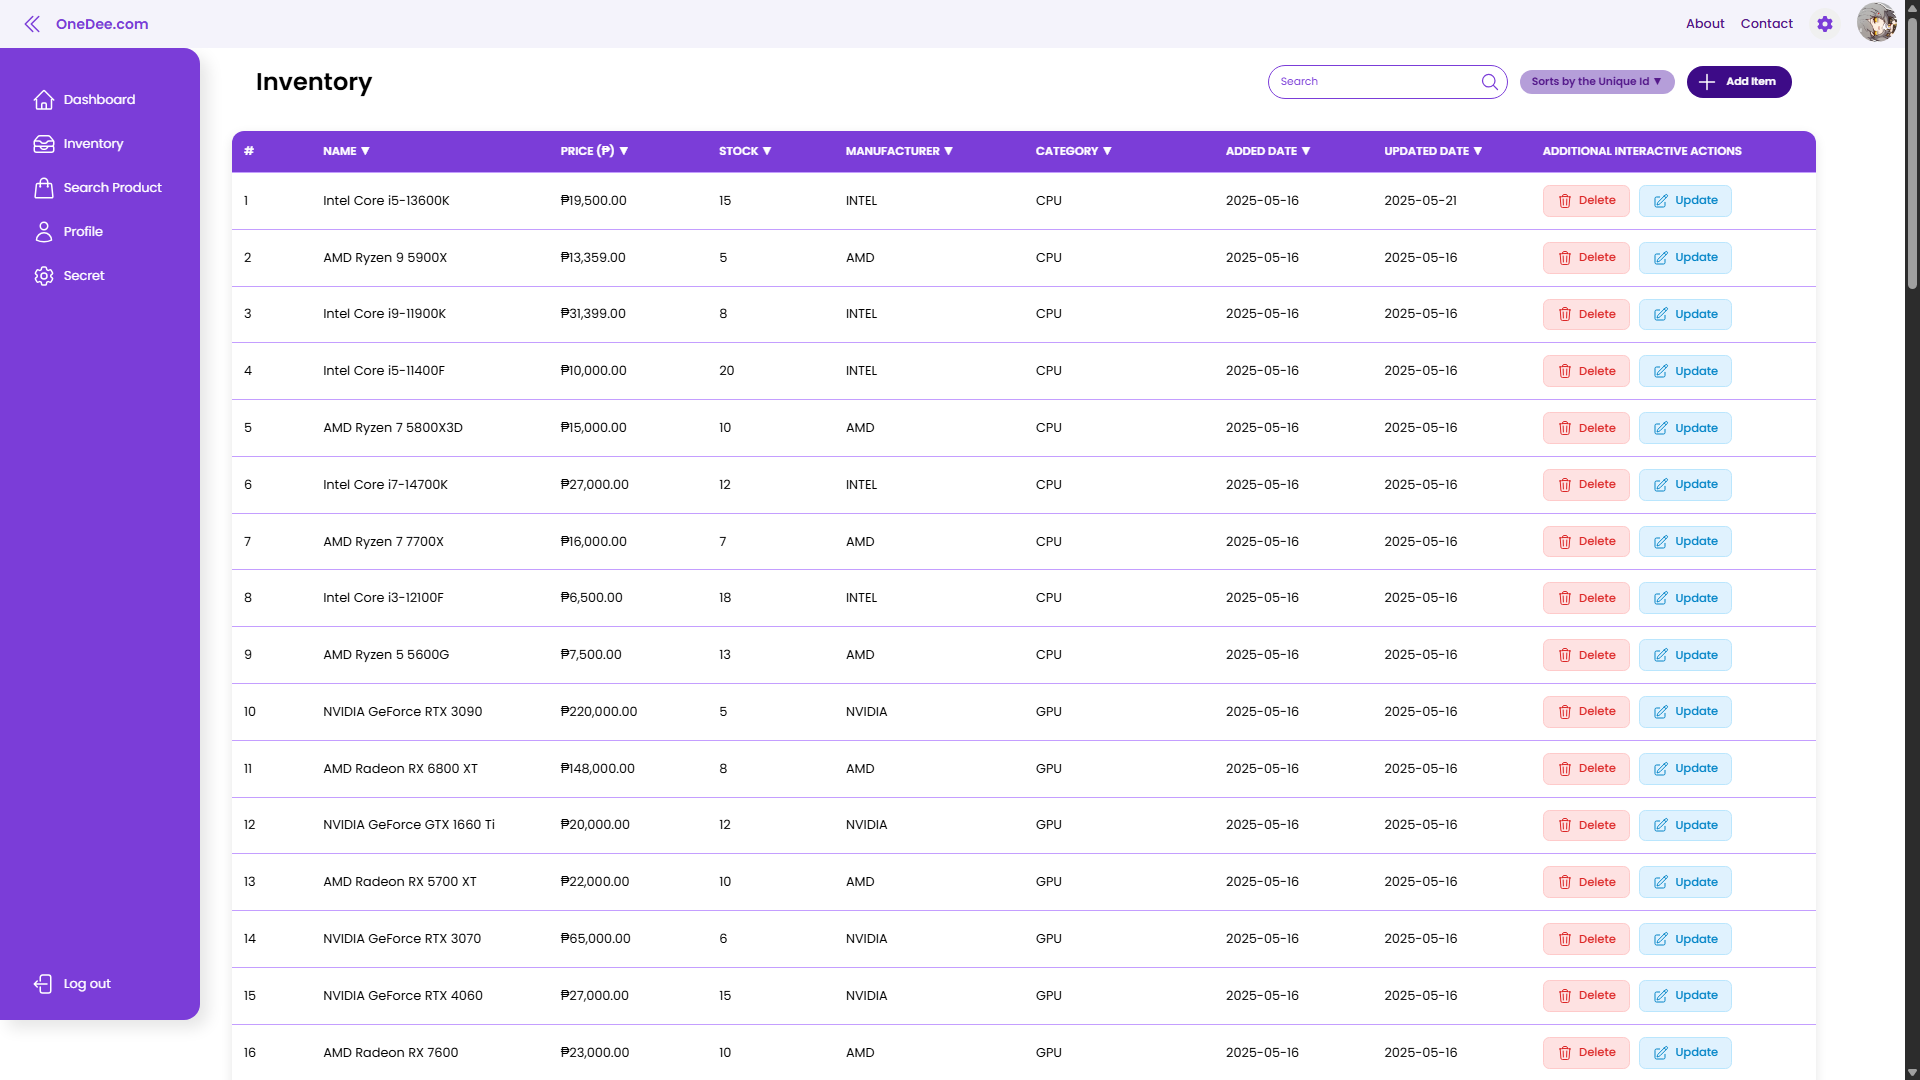 OneDee.com
About Contact
Dashboard
Inventory
Search Product
Profile
Secret
Log out
Inventory
Search
Sorts by the Unique Id ▼
Add Item
# NAME ▼ PRICE (₱) ▼ STOCK ▼ MANUFACTURER ▼ CATEGORY ▼ ADDED DATE ▼ UPDATED DATE ▼ ADDITIONAL INTERACTIVE ACTIONS
1 Intel Core i5-13600K ₱19,500.00 15 INTEL CPU 2025-05-16 2025-05-21 Delete Update
2 AMD Ryzen 9 5900X ₱13,359.00 5 AMD CPU 2025-05-16 2025-05-16 Delete Update
3 Intel Core i9-11900K ₱31,399.00 8 INTEL CPU 2025-05-16 2025-05-16 Delete Update
4 Intel Core i5-11400F ₱10,000.00 20 INTEL CPU 2025-05-16 2025-05-16 Delete Update
5 AMD Ryzen 7 5800X3D ₱15,000.00 10 AMD CPU 2025-05-16 2025-05-16 Delete Update
6 Intel Core i7-14700K ₱27,000.00 12 INTEL CPU 2025-05-16 2025-05-16 Delete Update
7 AMD Ryzen 7 7700X ₱16,000.00 7 AMD CPU 2025-05-16 2025-05-16 Delete Update
8 Intel Core i3-12100F ₱6,500.00 18 INTEL CPU 2025-05-16 2025-05-16 Delete Update
9 AMD Ryzen 5 5600G ₱7,500.00 13 AMD CPU 2025-05-16 2025-05-16 Delete Update
10 NVIDIA GeForce RTX 3090 ₱220,000.00 5 NVIDIA GPU 2025-05-16 2025-05-16 Delete Update
11 AMD Radeon RX 6800 XT ₱148,000.00 8 AMD GPU 2025-05-16 2025-05-16 Delete Update
12 NVIDIA GeForce GTX 1660 Ti ₱20,000.00 12 NVIDIA GPU 2025-05-16 2025-05-16 Delete Update
13 AMD Radeon RX 5700 XT ₱22,000.00 10 AMD GPU 2025-05-16 2025-05-16 Delete Update
14 NVIDIA GeForce RTX 3070 ₱65,000.00 6 NVIDIA GPU 2025-05-16 2025-05-16 Delete Update
15 NVIDIA GeForce RTX 4060 ₱27,000.00 15 NVIDIA GPU 2025-05-16 2025-05-16 Delete Update
16 AMD Radeon RX 7600 ₱23,000.00 10 AMD GPU 2025-05-16 2025-05-16 Delete Update